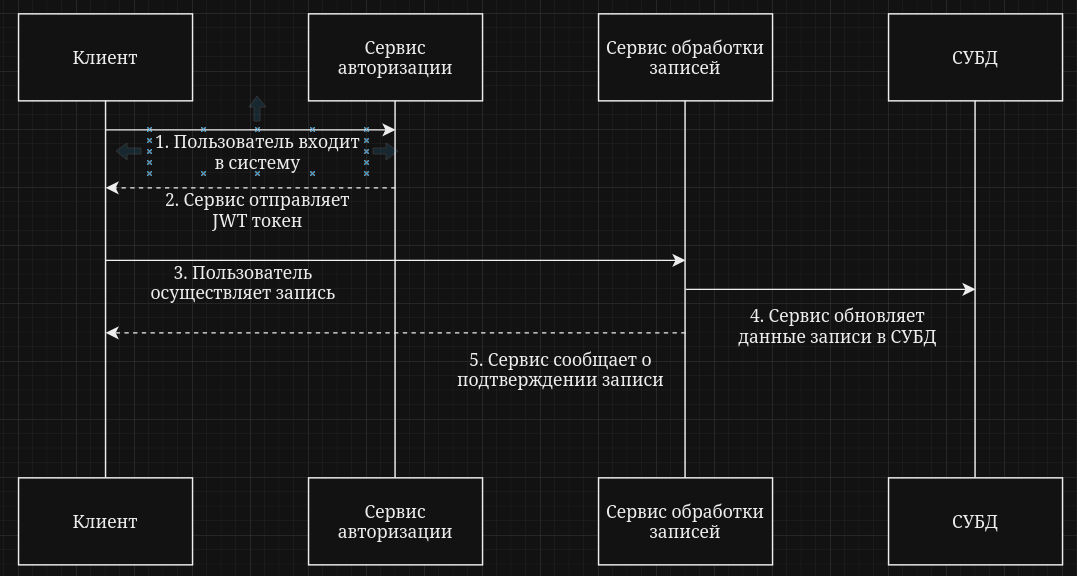 Клиент
Сервис
авторизации
Сервис обработки
записей
СУБД
1. Пользователь входит
в систему
2. Сервис отправляет
JWT токен
3. Пользователь
осуществляет запись
4. Сервис обновляет
данные записи в СУБД
5. Сервис сообщает о
подтверждении записи
Клиент
Сервис
авторизации
Сервис обработки
записей
СУБД